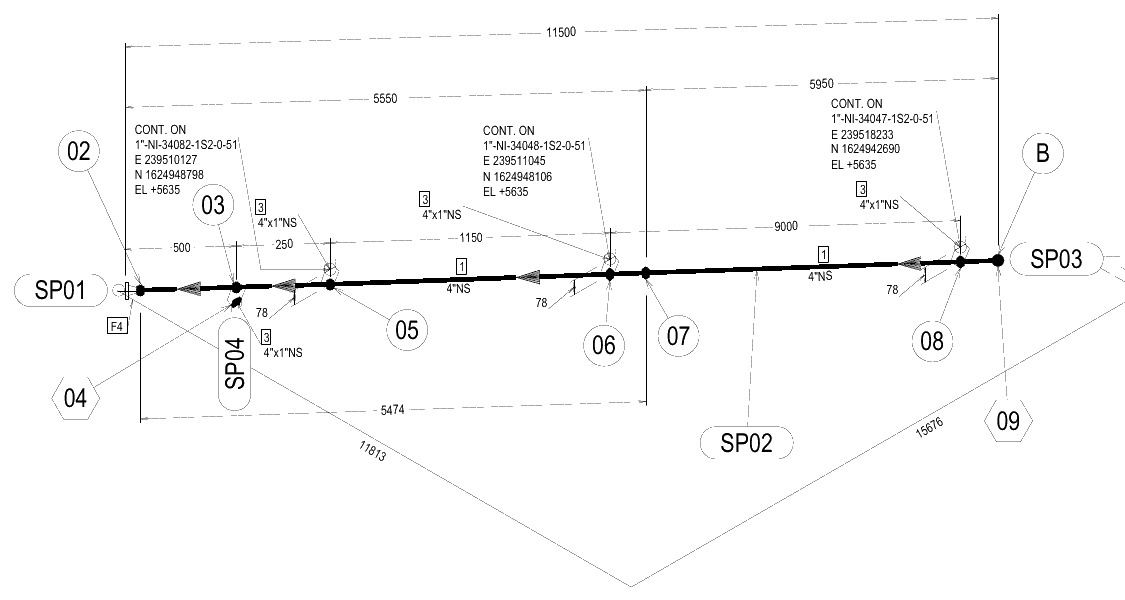 11500
5550
5950
CONT. ON
1"-NI-34082-1S2-0-51
E 239510127
N 1624948798
EL +5635
CONT. ON
1"-NI-34048-1S2-0-51
E 239511045
N 1624948106
EL +5635
CONT. ON
1"-NI-34047-1S2-0-51
E 239518233
N 1624942690
EL +5635
02
03
B
3
4"x1"NS
3
4"x1"NS
3
4"x1"NS
500
250
1150
9000
SP01
SP03
1
4"NS
1
4"NS
F4
78
78
78
3
4"x1"NS
SP04
05
06
07
08
04
09
5474
SP02
11813
15676